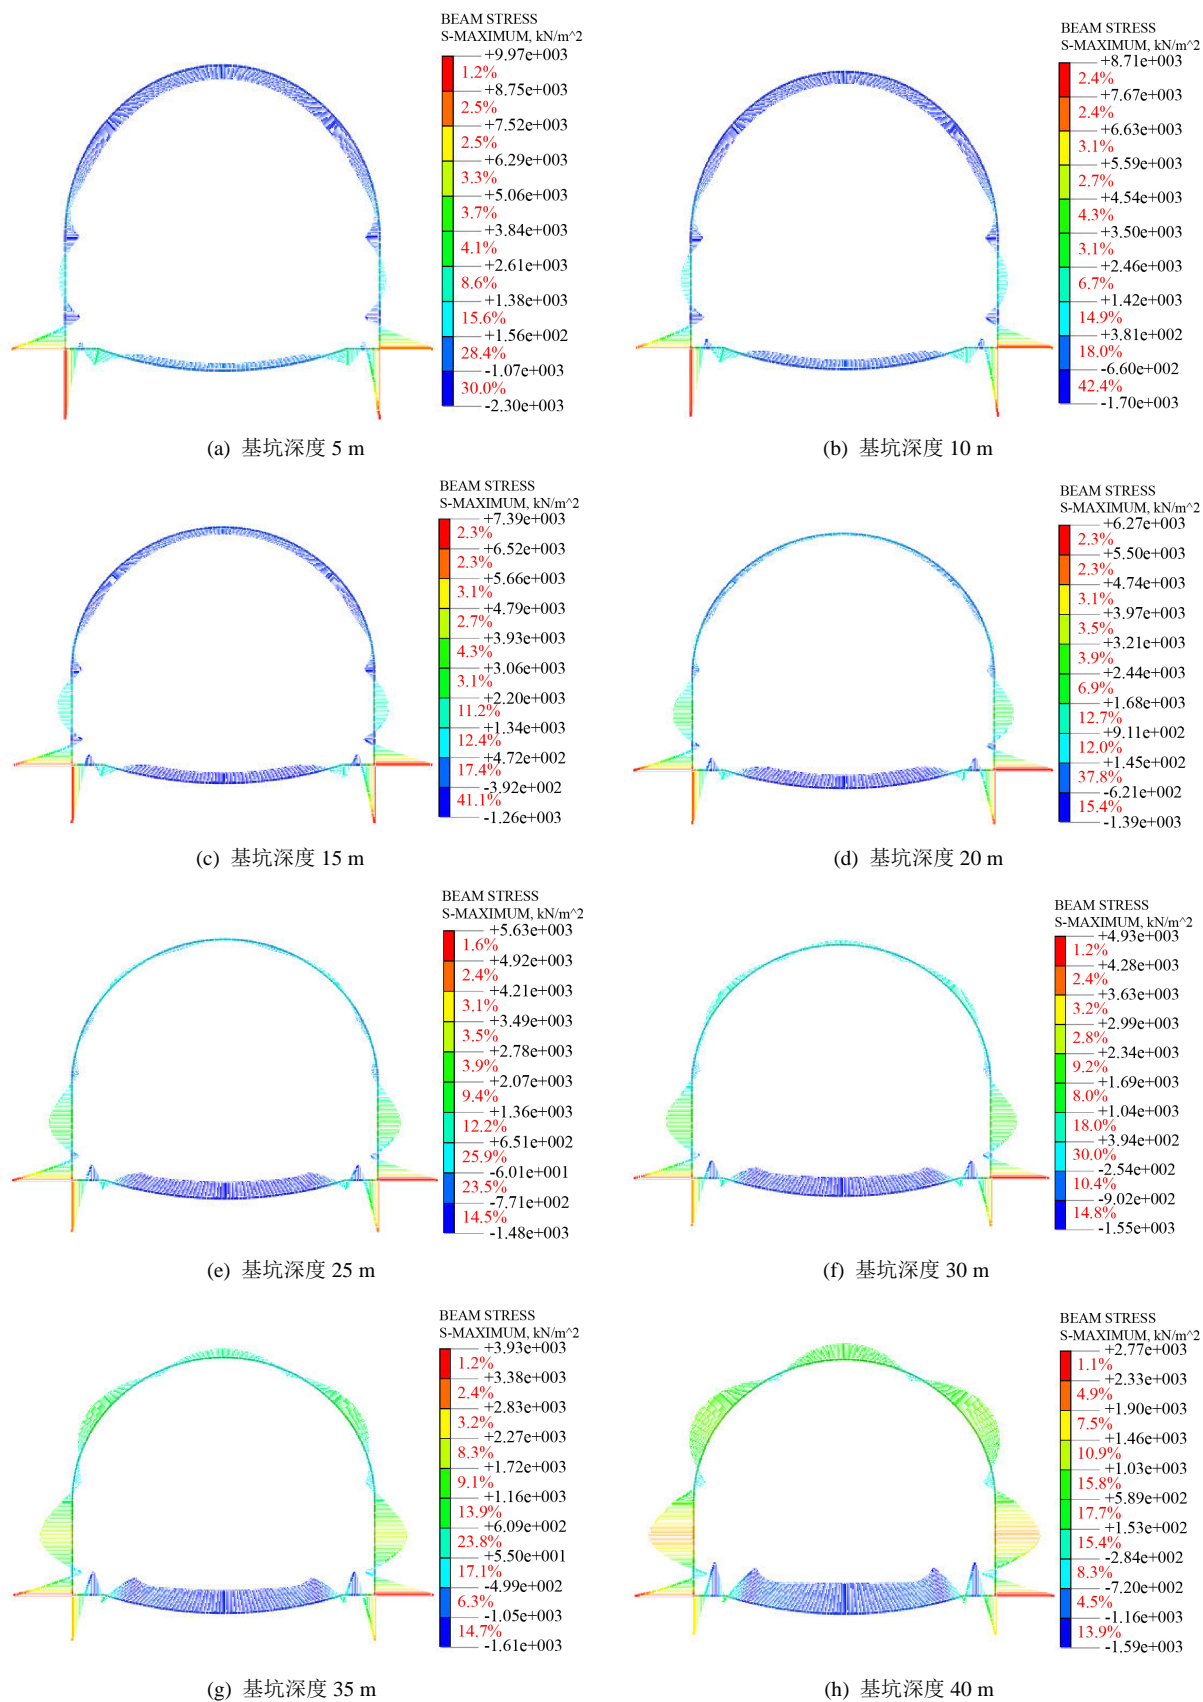 BEAM STRESS
S-MAXIMUM, kN/m^2
+9.97e+003
1.2%
+8.75e+003
2.5%
+7.52e+003
2.5%
+6.29e+003
3.3%
+5.06e+003
3.7%
+3.84e+003
4.1%
+2.61e+003
8.6%
+1.38e+003
15.6%
+1.56e+002
28.4%
-1.07e+003
30.0%
-2.30e+003
(a) 基坑深度 5 m
BEAM STRESS
S-MAXIMUM, kN/m^2
+8.71e+003
2.4%
+7.67e+003
2.4%
+6.63e+003
3.1%
+5.59e+003
2.7%
+4.54e+003
4.3%
+3.50e+003
3.1%
+2.46e+003
6.7%
+1.42e+003
14.9%
+3.81e+002
18.0%
-6.60e+002
42.4%
-1.70e+003
(b) 基坑深度 10 m
BEAM STRESS
S-MAXIMUM, kN/m^2
+7.39e+003
2.3%
+6.52e+003
2.3%
+5.66e+003
3.1%
+4.79e+003
2.7%
+3.93e+003
4.3%
+3.06e+003
3.1%
+2.20e+003
11.2%
+1.34e+003
12.4%
+4.72e+002
17.4%
-3.92e+002
41.1%
-1.26e+003
(c) 基坑深度 15 m
BEAM STRESS
S-MAXIMUM, kN/m^2
+6.27e+003
2.3%
+5.50e+003
2.3%
+4.74e+003
3.1%
+3.97e+003
3.5%
+3.21e+003
3.9%
+2.44e+003
6.9%
+1.68e+003
12.7%
+9.11e+002
12.0%
+1.45e+002
37.8%
-6.21e+002
15.4%
-1.39e+003
(d) 基坑深度 20 m
BEAM STRESS
S-MAXIMUM, kN/m^2
+5.63e+003
1.6%
+4.92e+003
2.4%
+4.21e+003
3.1%
+3.49e+003
3.5%
+2.78e+003
3.9%
+2.07e+003
9.4%
+1.36e+003
12.2%
+6.51e+002
25.9%
-6.01e+001
23.5%
-7.71e+002
14.5%
-1.48e+003
(e) 基坑深度 25 m
BEAM STRESS
S-MAXIMUM, kN/m^2
+4.93e+003
1.2%
+4.28e+003
2.4%
+3.63e+003
3.2%
+2.99e+003
2.8%
+2.34e+003
9.2%
+1.69e+003
8.0%
+1.04e+003
18.0%
+3.94e+002
30.0%
-2.54e+002
10.4%
-9.02e+002
14.8%
-1.55e+003
(f) 基坑深度 30 m
BEAM STRESS
S-MAXIMUM, kN/m^2
+3.93e+003
1.2%
+3.38e+003
2.4%
+2.83e+003
3.2%
+2.27e+003
8.3%
+1.72e+003
9.1%
+1.16e+003
13.9%
+6.09e+002
23.8%
+5.50e+001
17.1%
-4.99e+002
6.3%
-1.05e+003
14.7%
-1.61e+003
(g) 基坑深度 35 m
BEAM STRESS
S-MAXIMUM, kN/m^2
+2.77e+003
1.1%
+2.33e+003
4.9%
+1.90e+003
7.5%
+1.46e+003
10.9%
+1.03e+003
15.8%
+5.89e+002
17.7%
+1.53e+002
15.4%
-2.84e+002
8.3%
-7.20e+002
4.5%
-1.16e+003
13.9%
-1.59e+003
(h) 基坑深度 40 m